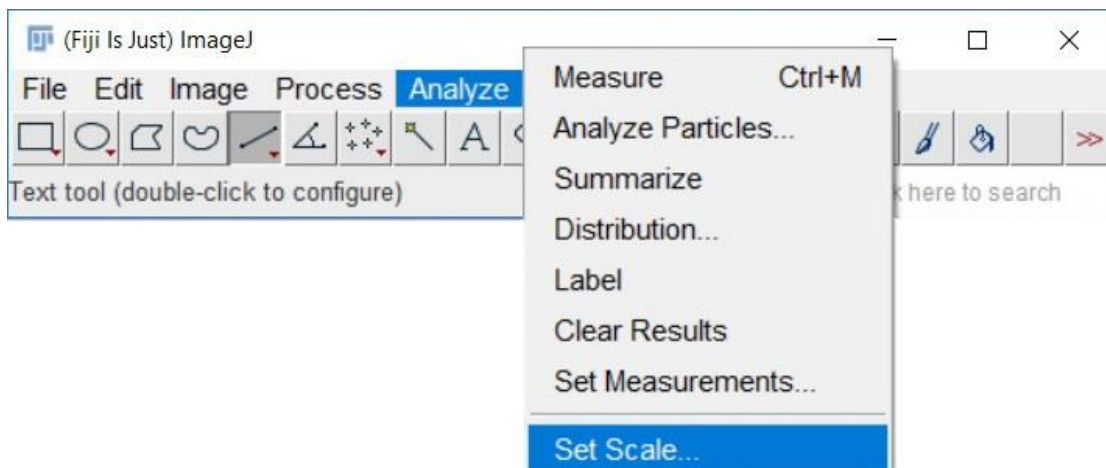 (Fiji Is Just) ImageJ
File Edit Image Process Analyze
A
Text tool (double-click to configure)
here to search
Measure Ctrl+M
Analyze Particles...
Summarize
Distribution...
Label
Clear Results
Set Measurements...
Set Scale...